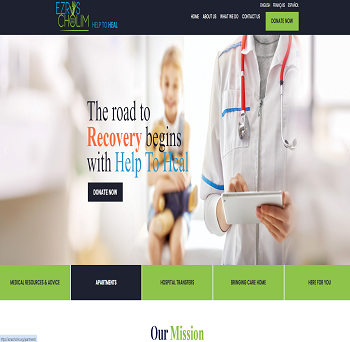 EZRAS
CHOLIM HELP TO HEAL
ENGLISH FRANÇAIS ESPAÑOL
HOME ABOUT US WHAT WE DO CONTACT US DONATE NOW
The road to
Recovery begins
with Help To Heal
DONATE NOW
MEDICAL RESOURCES & ADVICE APARTMENTS HOSPITAL TRANSFERS BRINGING CARE HOME HERE FOR YOU
Our Mission